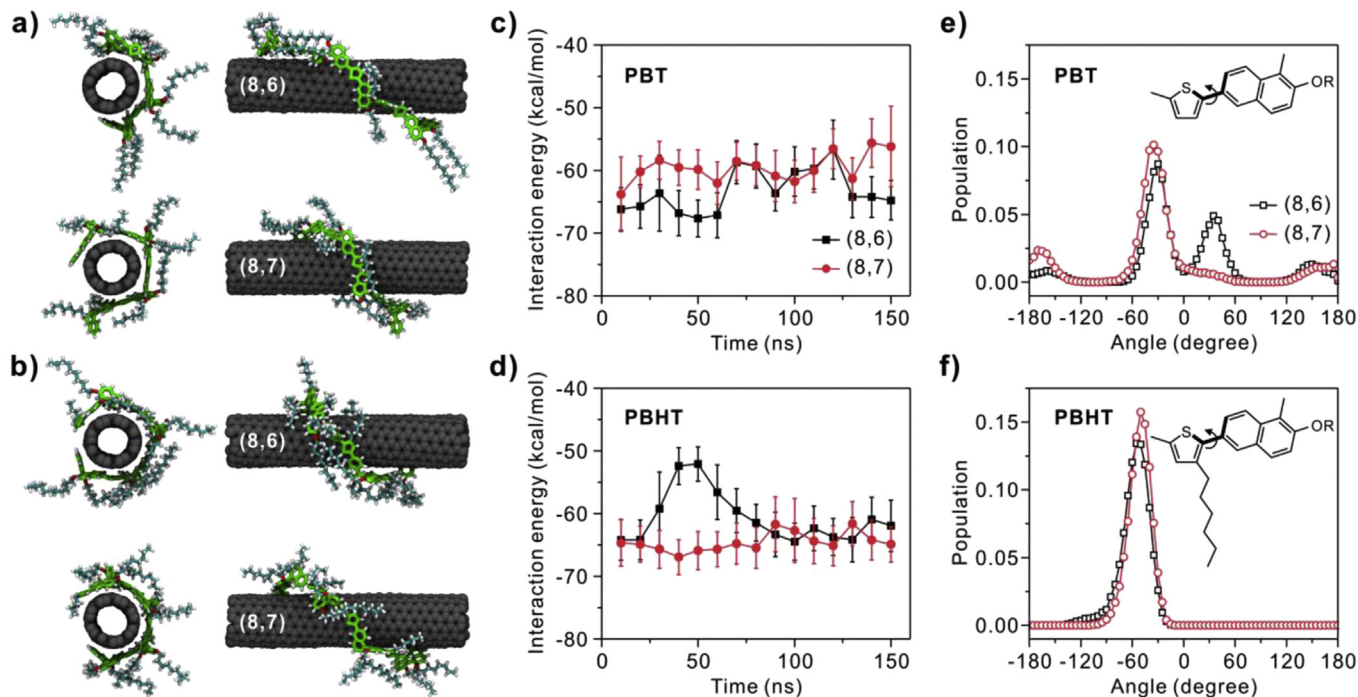 a)
(8,6)
(8,7)
b)
(8,6)
(8,7)
c)
Interaction energy (kcal/mol)
-40
-50
-60
-70
-80
PBT
(8,6)
(8,7)
0 50 100 150
Time (ns)
d)
Interaction energy (kcal/mol)
-40
-50
-60
-70
-80
PBHT
0 50 100 150
Time (ns)
e)
Population
0.15
0.10
0.05
0.00
PBT
OR
S
(8,6)
(8,7)
-180 -120 -60 0 60 120 180
Angle (degree)
f)
Population
0.15
0.10
0.05
0.00
PBHT
OR
S
-180 -120 -60 0 60 120 180
Angle (degree)